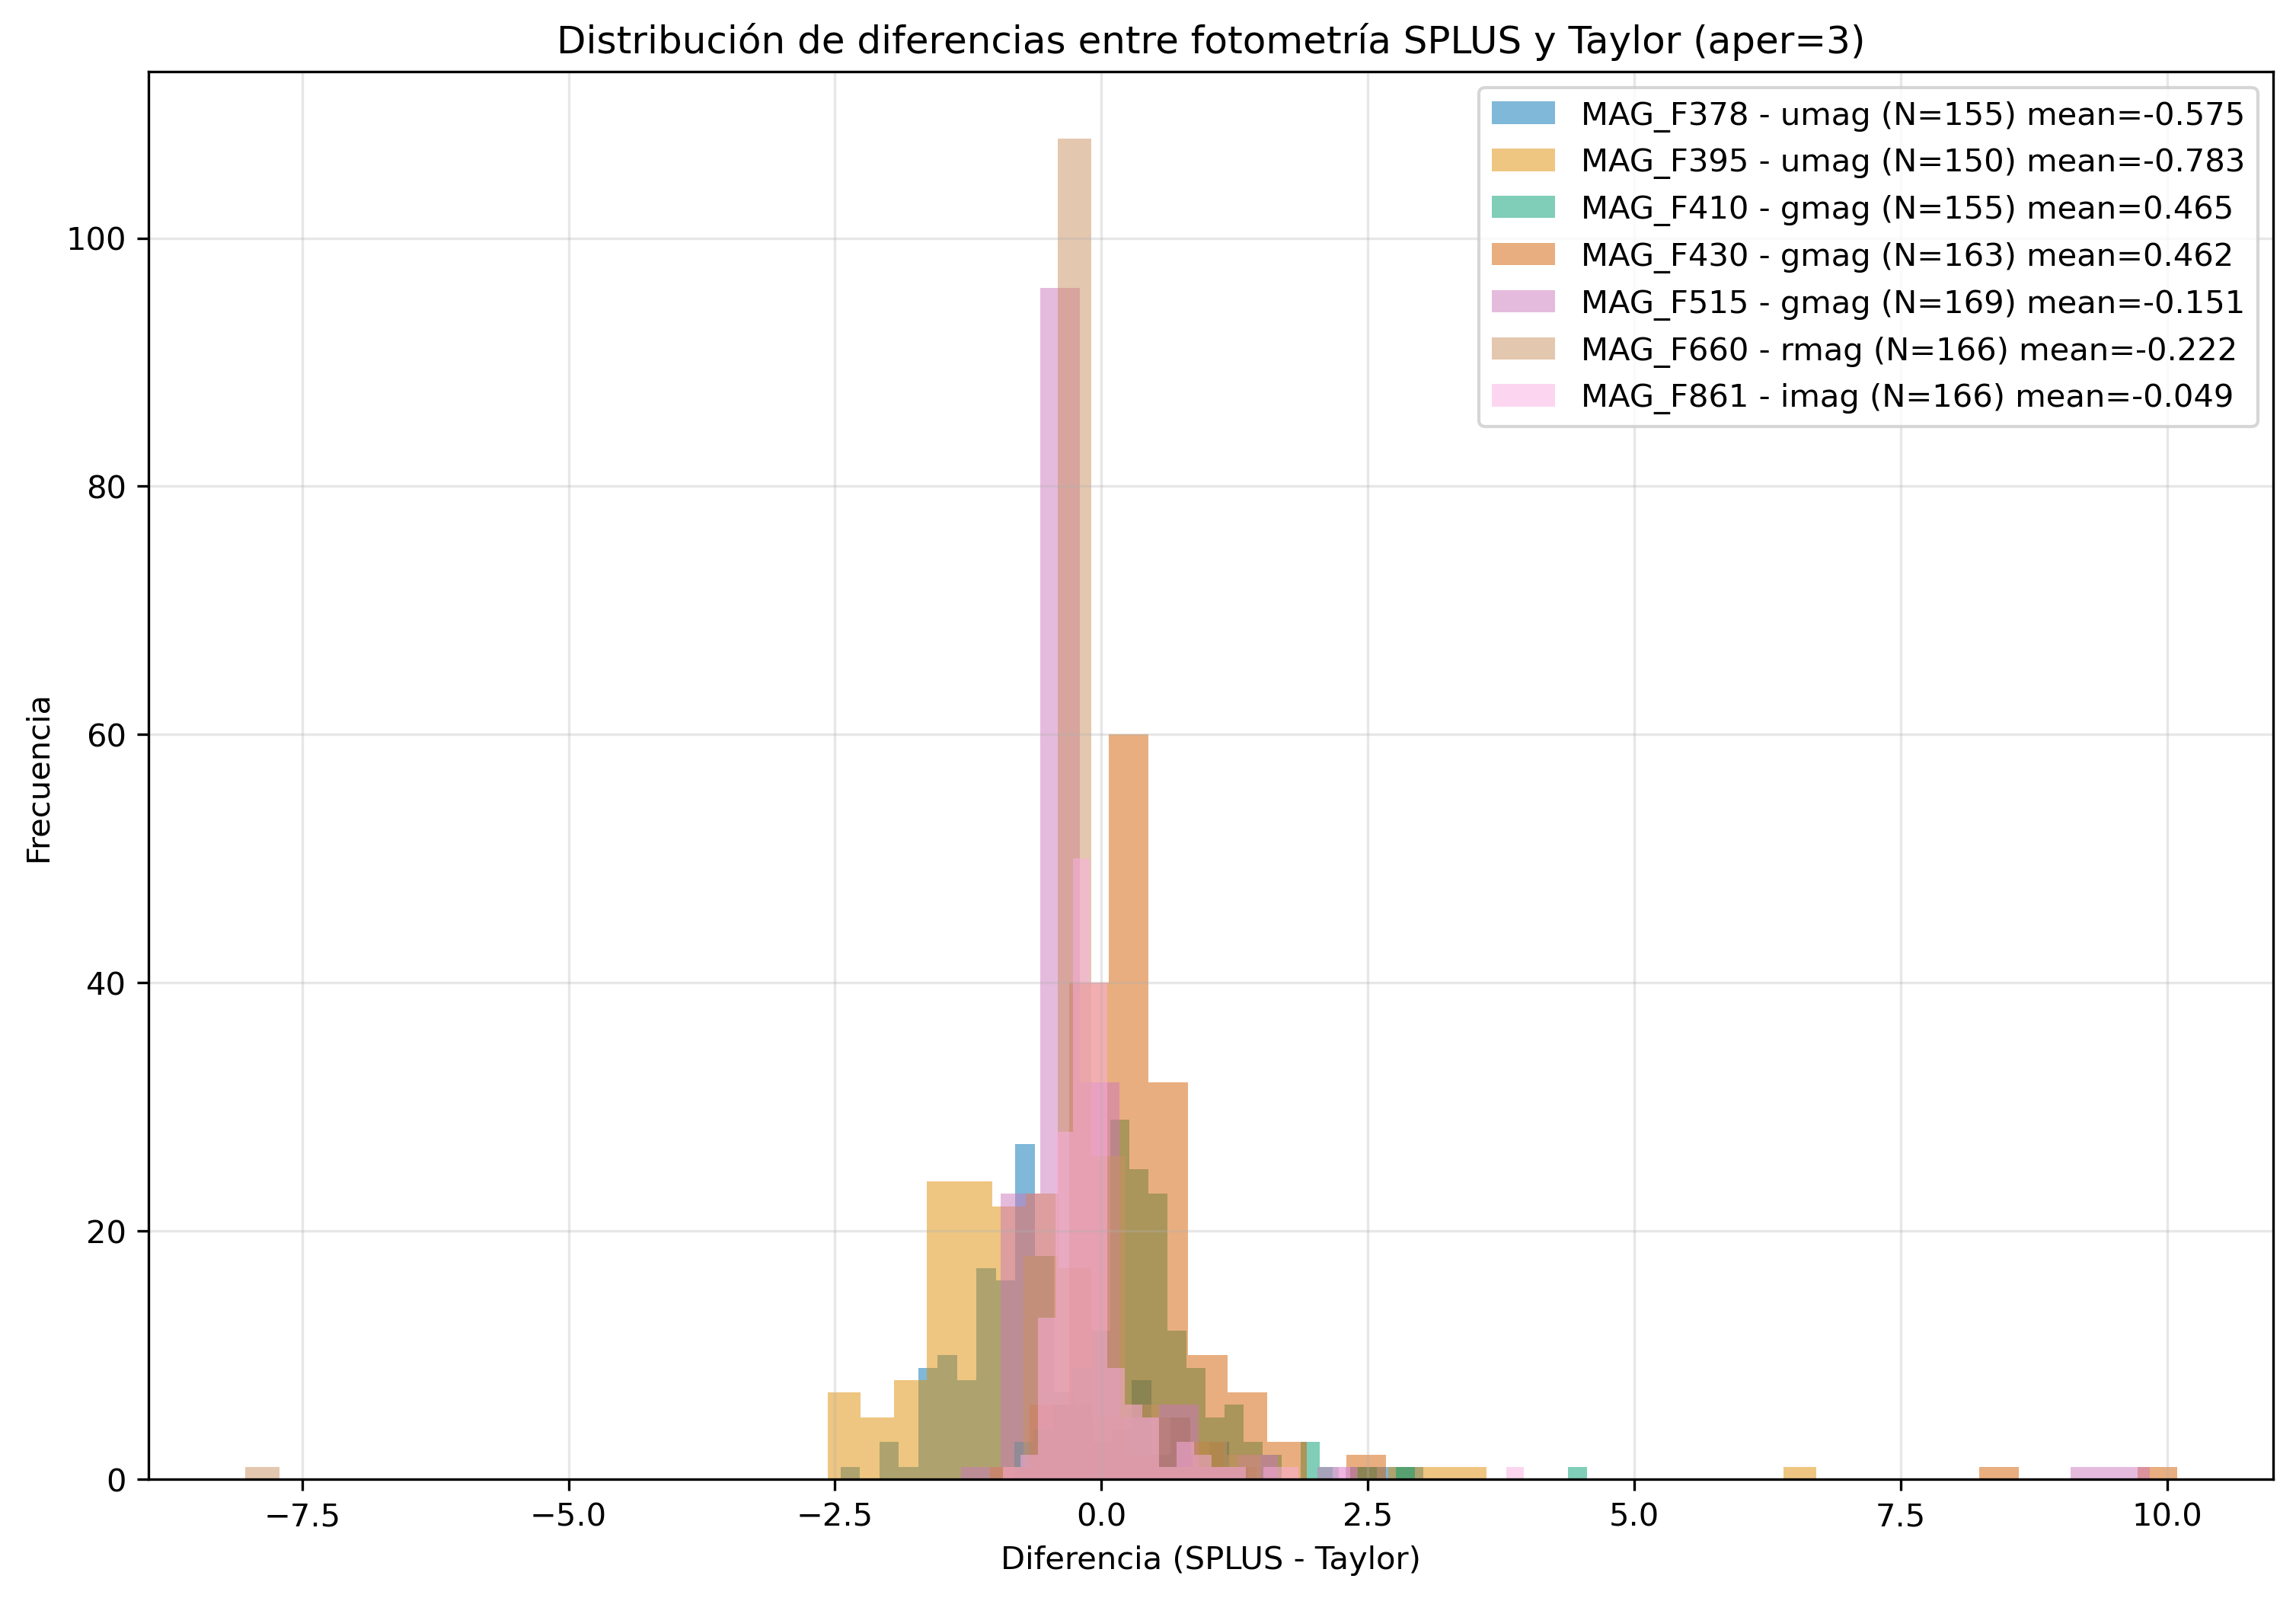 Distribución de diferencias entre fotometría SPLUS y Taylor (aper=3)
MAG_F378 - umag (N=155) mean=-0.575
MAG_F395 - umag (N=150) mean=-0.783
MAG_F410 - gmag (N=155) mean=0.465
MAG_F430 - gmag (N=163) mean=0.462
MAG_F515 - gmag (N=169) mean=-0.151
MAG_F660 - rmag (N=166) mean=-0.222
MAG_F861 - imag (N=166) mean=-0.049
Frecuencia
100
80
60
40
20
0
−7.5 −5.0 −2.5 0.0 2.5 5.0 7.5 10.0
Diferencia (SPLUS - Taylor)